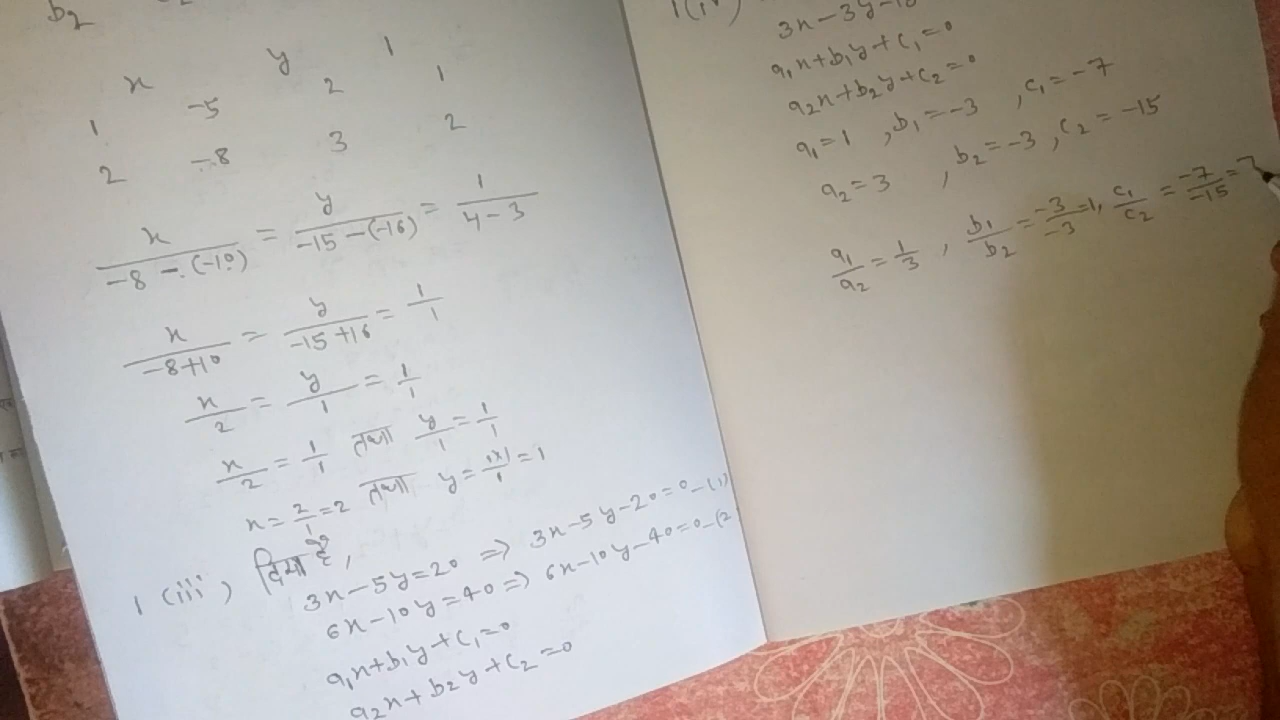 b2
x y 1
1 -5 2 1
2 -8 3 2
x/(-8-(-10)) = y/(-15-(-16)) = 1/(4-3)
x/(-8+10) = y/(-15+16) = 1/1
x/2 = y/1 = 1/1
x/2 = 1/1 तथा y/1 = 1/1
x = 2/1 = 2 तथा y = 1×1/1 = 1
1 (iii) दिया है,
3x-5y=20 => 3x-5y-20=0-(1)
6x-10y=40=> 6x-10y-40=0-(2
a1x+b1y+c1=0
a2x+b2y+c2=0
3x-3y-15
a1x+b1y+c1=0
a2x+b2y+c2=0
a1=1 , b1=-3 , c1=-7
a2=3 , b2=-3, c2=-15
a1/a2 = 1/3 , b1/b2 = -3/-3 = 1, c1/c2 = -7/-15 = 7